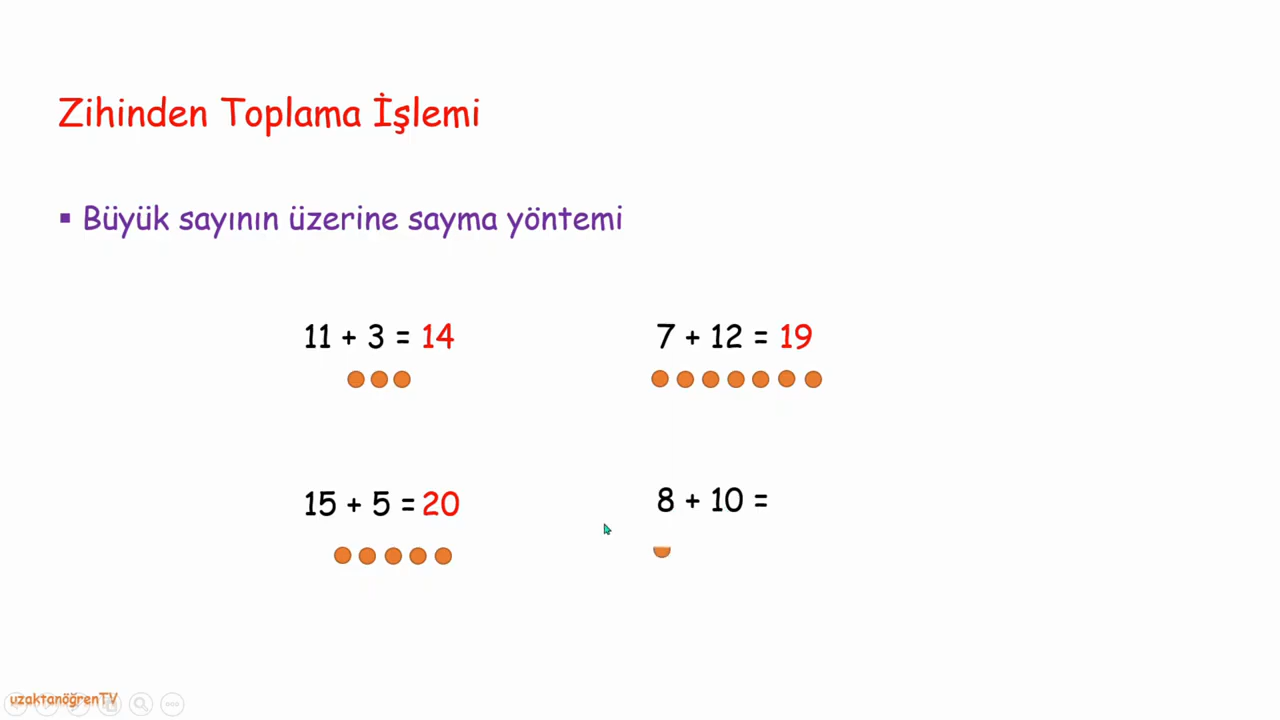 Zihinden Toplama İşlemi
▪ Büyük sayının üzerine sayma yöntemi
11 + 3 = 14
7 + 12 = 19
15 + 5 = 20
8 + 10 =
uzaktanöğrenTV